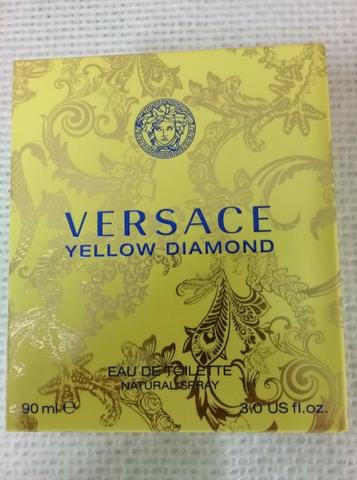 VERSACE
YELLOW DIAMOND
EAU DE TOILETTE
NATURAL SPRAY
90 ml ℮ 3.0 US fl.oz.